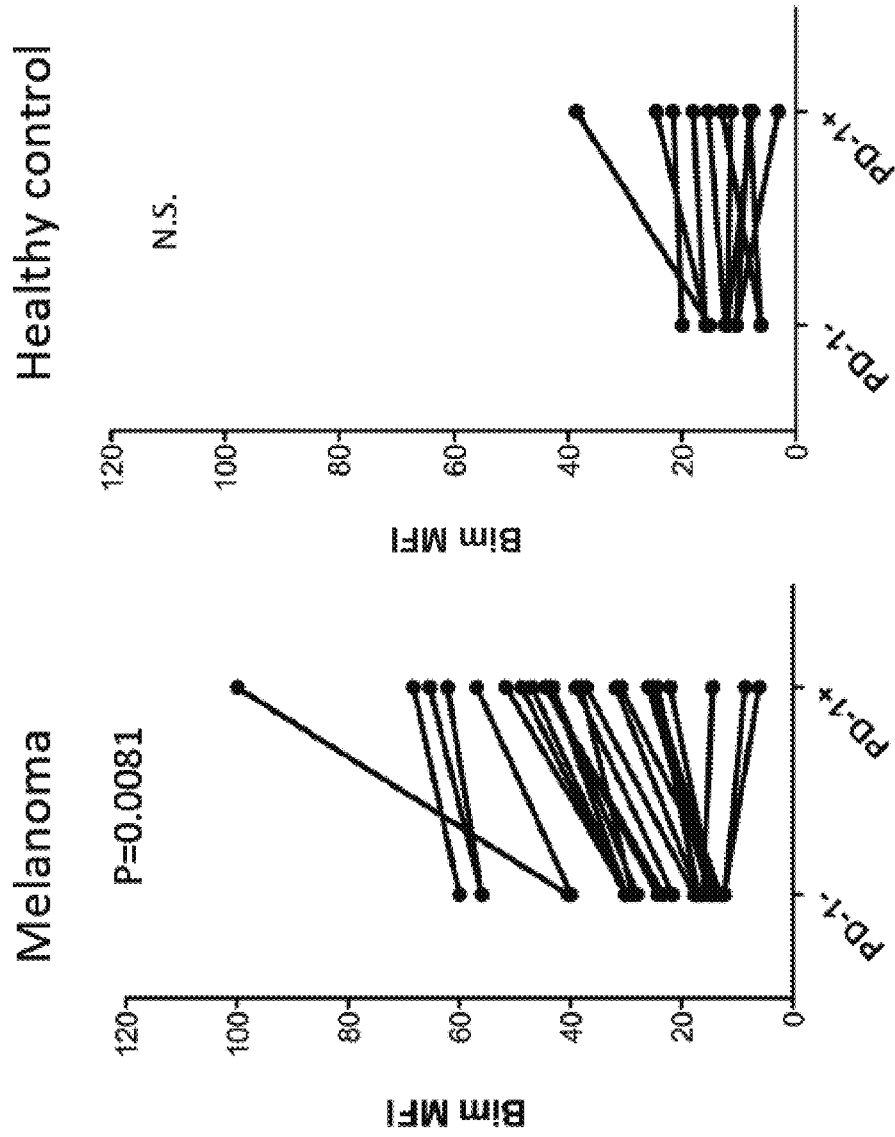 Melanoma
P=0.0081
Bim MFI
120
100
80
60
40
20
0
PD-1-
PD-1+
Healthy control
N.S.
Bim MFI
120
100
80
60
40
20
0
PD-1-
PD-1+